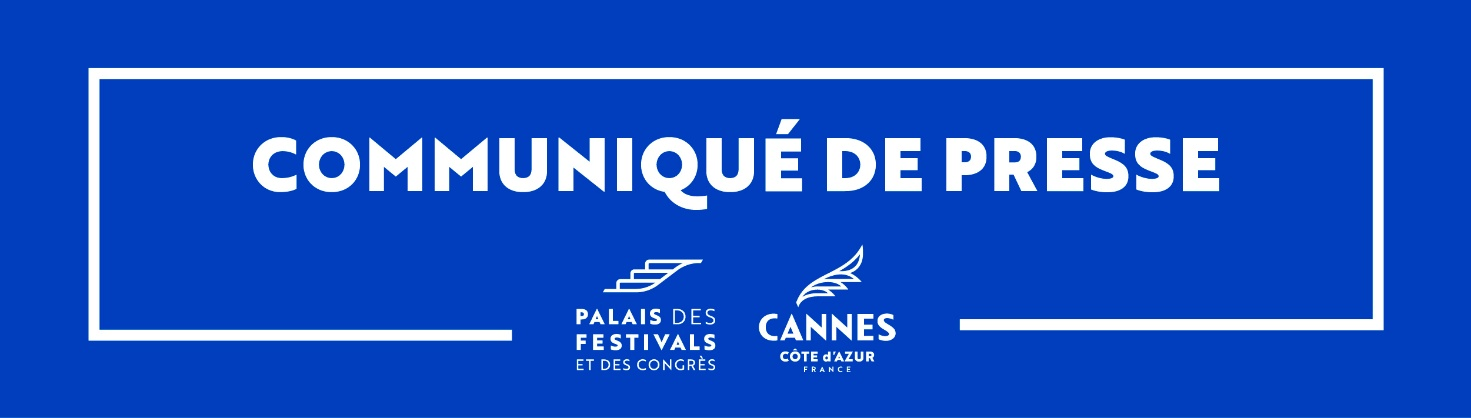 COMMUNIQUÉ DE PRESSE
PALAIS DES
FESTIVALS
ET DES CONGRÈS
CANNES
CÔTE d'AZUR
FRANCE